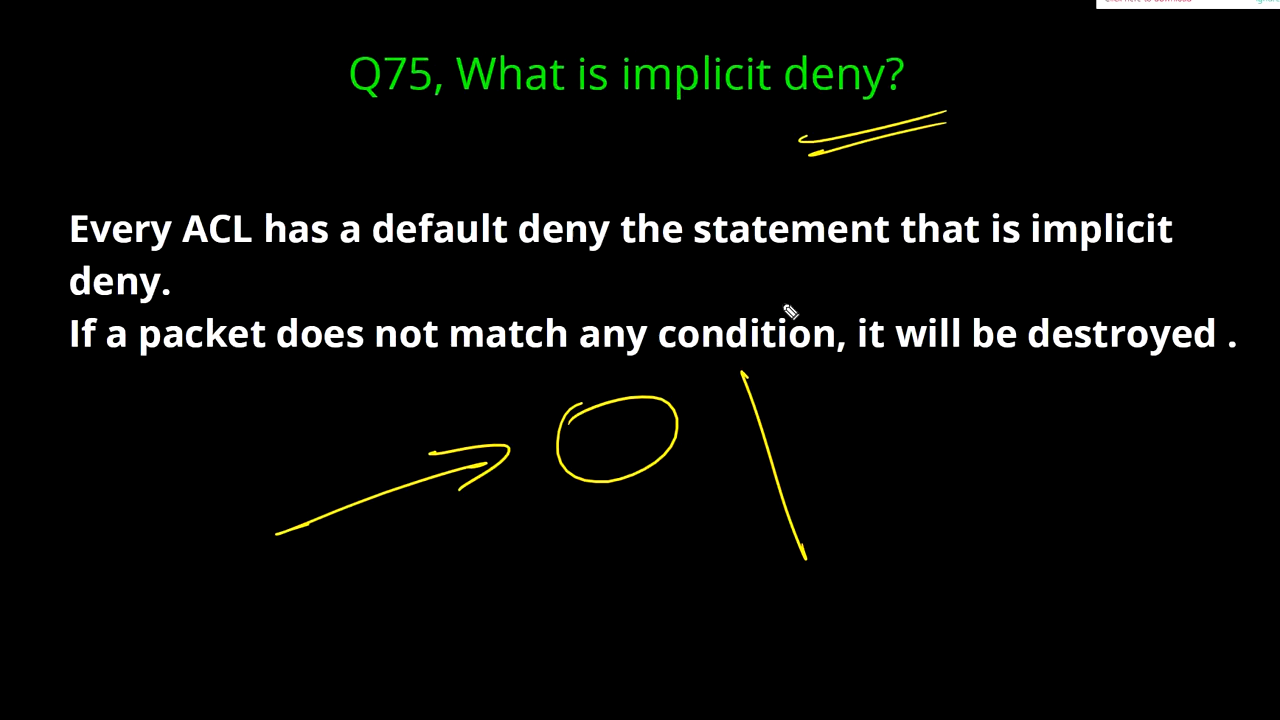 Q75, What is implicit deny?
Every ACL has a default deny the statement that is implicit
deny.
If a packet does not match any condition, it will be destroyed .